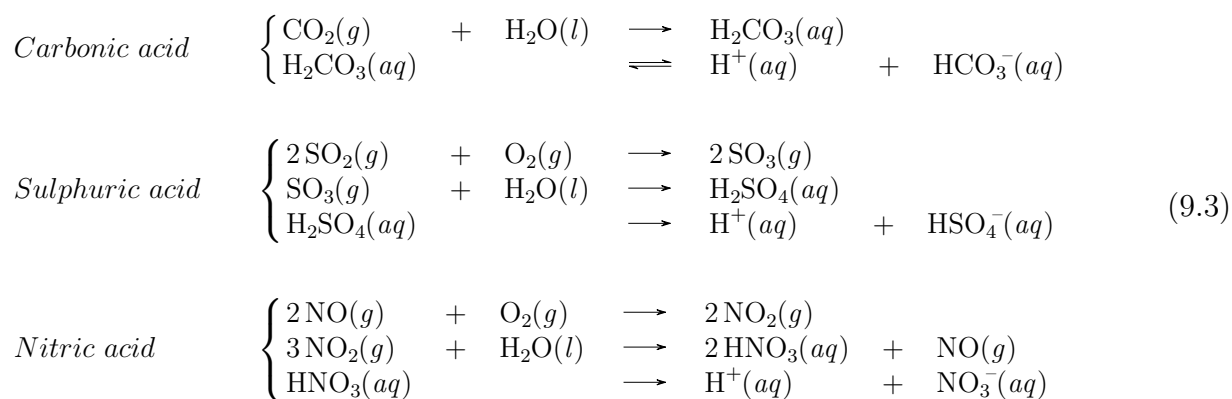 Carbonic acid
CO₂(g) + H₂O(l) ⟶ H₂CO₃(aq)
H₂CO₃(aq) ⇌ H⁺(aq) + HCO₃⁻(aq)
Sulphuric acid
2 SO₂(g) + O₂(g) ⟶ 2 SO₃(g)
SO₃(g) + H₂O(l) ⟶ H₂SO₄(aq)
H₂SO₄(aq) ⟶ H⁺(aq) + HSO₄⁻(aq)
(9.3)
Nitric acid
2 NO(g) + O₂(g) ⟶ 2 NO₂(g)
3 NO₂(g) + H₂O(l) ⟶ 2 HNO₃(aq) + NO(g)
HNO₃(aq) ⟶ H⁺(aq) + NO₃⁻(aq)